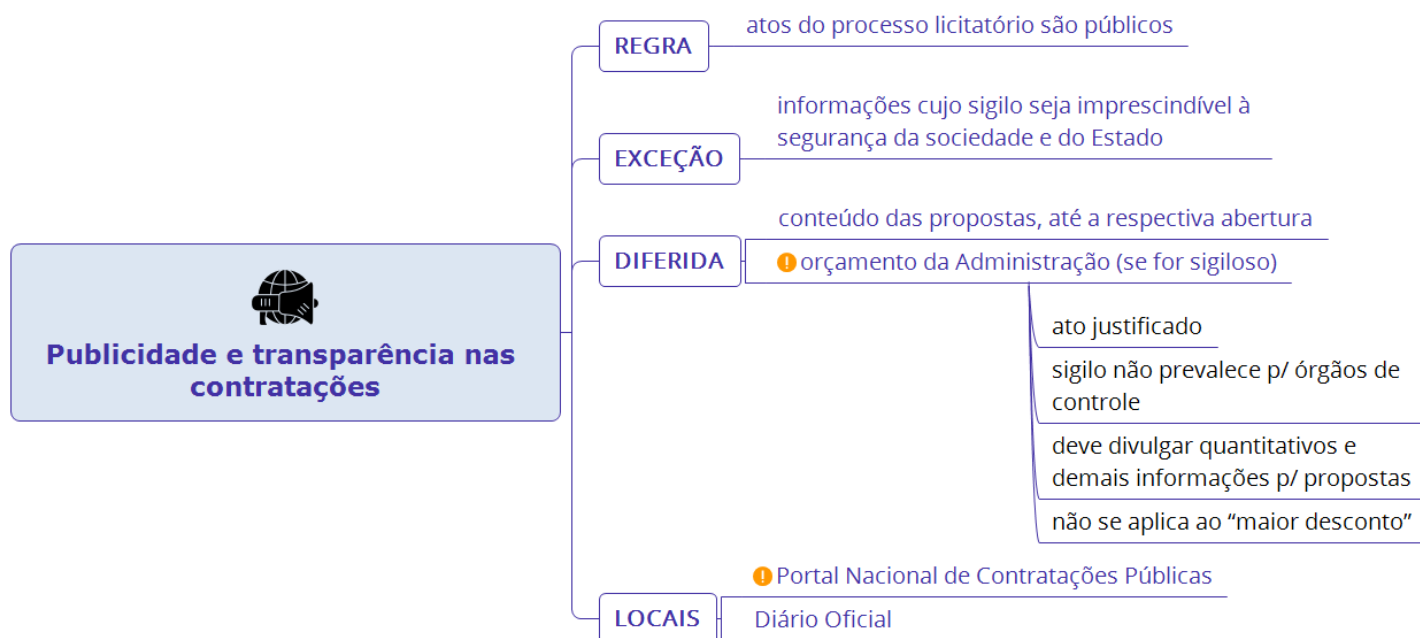 Publicidade e transparência nas
contratações
REGRA
atos do processo licitatório são públicos
EXCEÇÃO
informações cujo sigilo seja imprescindível à
segurança da sociedade e do Estado
DIFERIDA
conteúdo das propostas, até a respectiva abertura
orçamento da Administração (se for sigiloso)
ato justificado
sigilo não prevalece p/ órgãos de
controle
deve divulgar quantitativos e
demais informações p/ propostas
não se aplica ao “maior desconto”
LOCAIS
Portal Nacional de Contratações Públicas
Diário Oficial